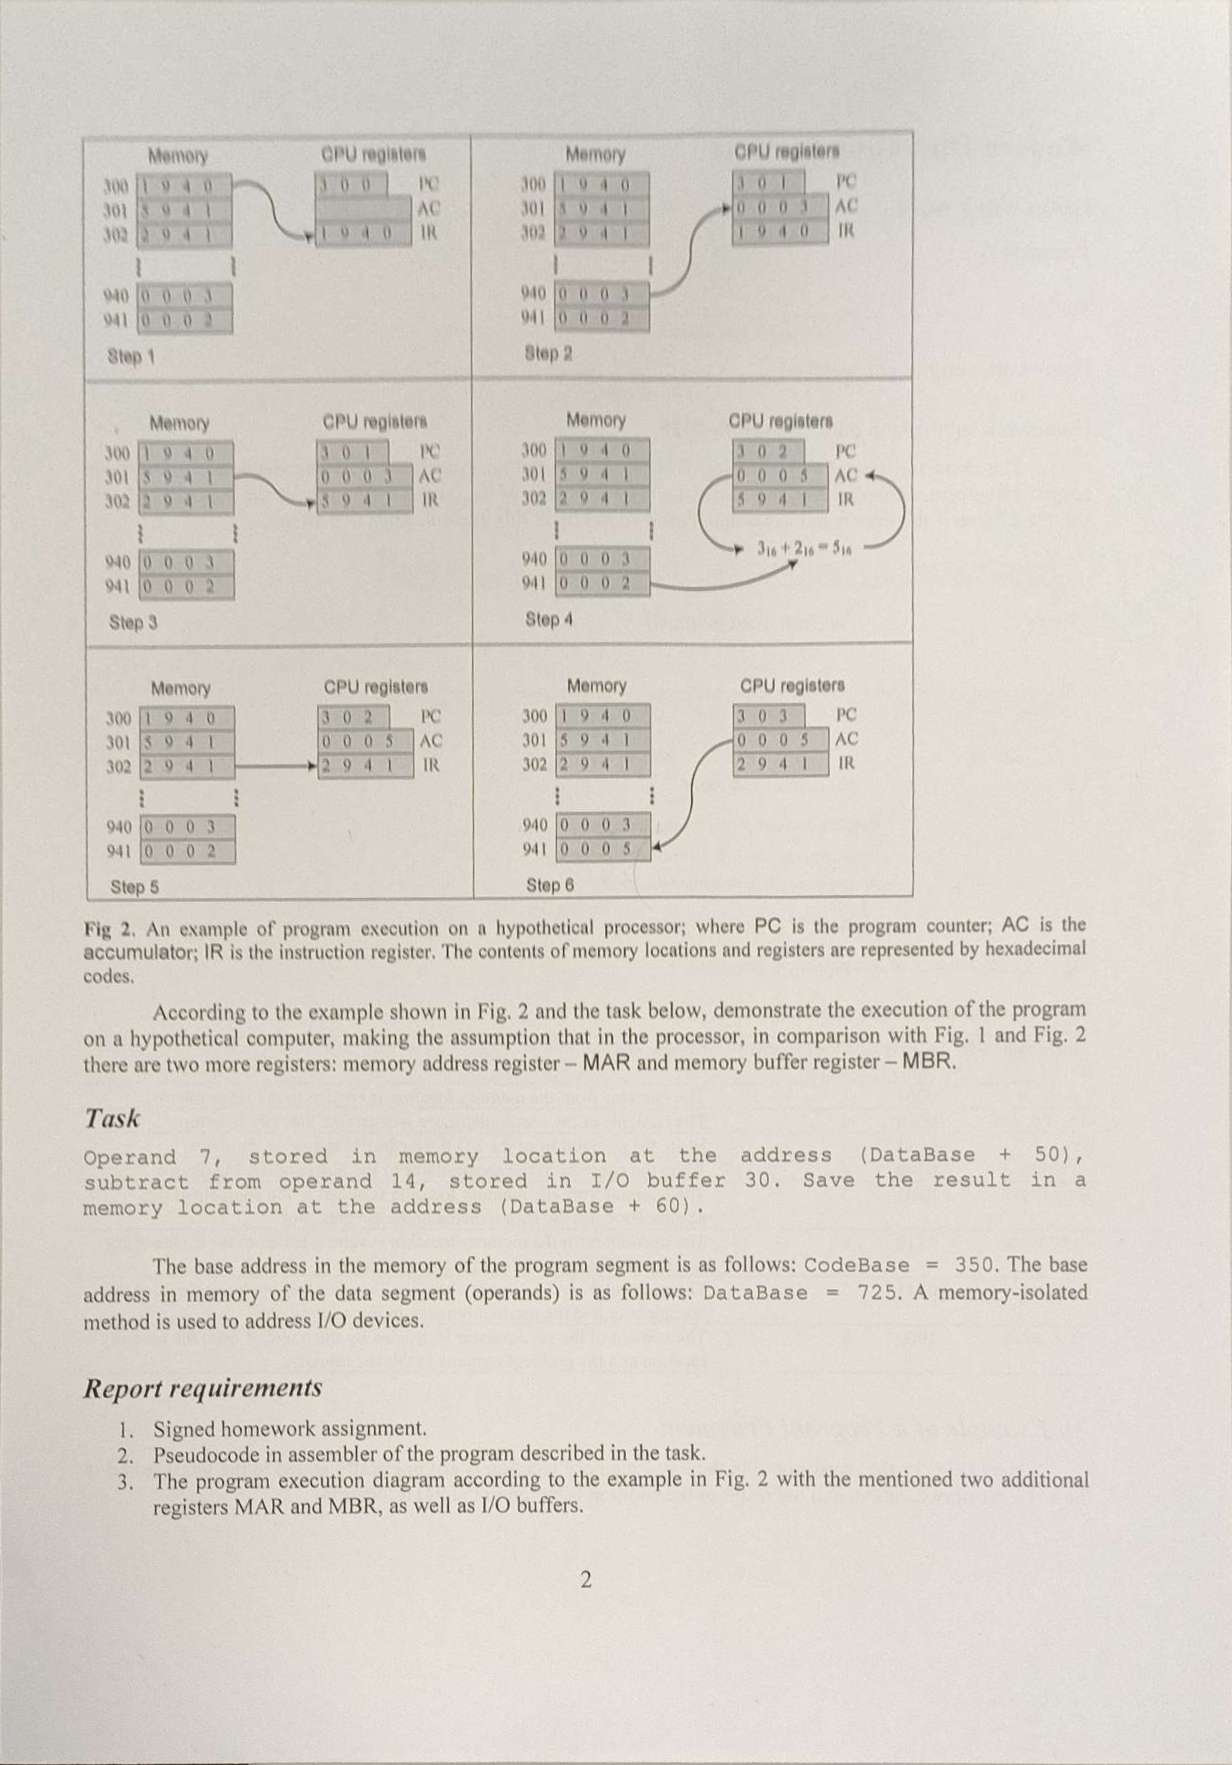 Memory CPU registers
300 1 9 4 0 3 0 0 PC
301 5 9 4 1 AC
302 2 9 4 1 1 9 4 0 IR
940 0 0 0 3
941 0 0 0 2
Step 1
Memory CPU registers
300 1 9 4 0 3 0 1 PC
301 5 9 4 1 0 0 0 3 AC
302 2 9 4 1 1 9 4 0 IR
940 0 0 0 3
941 0 0 0 2
Step 2
Memory CPU registers
300 1 9 4 0 3 0 1 PC
301 5 9 4 1 0 0 0 3 AC
302 2 9 4 1 5 9 4 1 IR
940 0 0 0 3
941 0 0 0 2
Step 3
Memory CPU registers
300 1 9 4 0 3 0 2 PC
301 5 9 4 1 0 0 0 5 AC
302 2 9 4 1 5 9 4 1 IR
3₁₆ + 2₁₆ = 5₁₆
940 0 0 0 3
941 0 0 0 2
Step 4
Memory CPU registers
300 1 9 4 0 3 0 2 PC
301 5 9 4 1 0 0 0 5 AC
302 2 9 4 1 2 9 4 1 IR
940 0 0 0 3
941 0 0 0 2
Step 5
Memory CPU registers
300 1 9 4 0 3 0 3 PC
301 5 9 4 1 0 0 0 5 AC
302 2 9 4 1 2 9 4 1 IR
940 0 0 0 3
941 0 0 0 5
Step 6
Fig 2. An example of program execution on a hypothetical processor; where PC is the program counter; AC is the
accumulator; IR is the instruction register. The contents of memory locations and registers are represented by hexadecimal
codes.
According to the example shown in Fig. 2 and the task below, demonstrate the execution of the program
on a hypothetical computer, making the assumption that in the processor, in comparison with Fig. 1 and Fig. 2
there are two more registers: memory address register – MAR and memory buffer register – MBR.
Task
Operand 7, stored in memory location at the address (DataBase + 50),
subtract from operand 14, stored in I/O buffer 30. Save the result in a
memory location at the address (DataBase + 60).
The base address in the memory of the program segment is as follows: CodeBase = 350. The base
address in memory of the data segment (operands) is as follows: DataBase = 725. A memory-isolated
method is used to address I/O devices.
Report requirements
1. Signed homework assignment.
2. Pseudocode in assembler of the program described in the task.
3. The program execution diagram according to the example in Fig. 2 with the mentioned two additional
registers MAR and MBR, as well as I/O buffers.
2